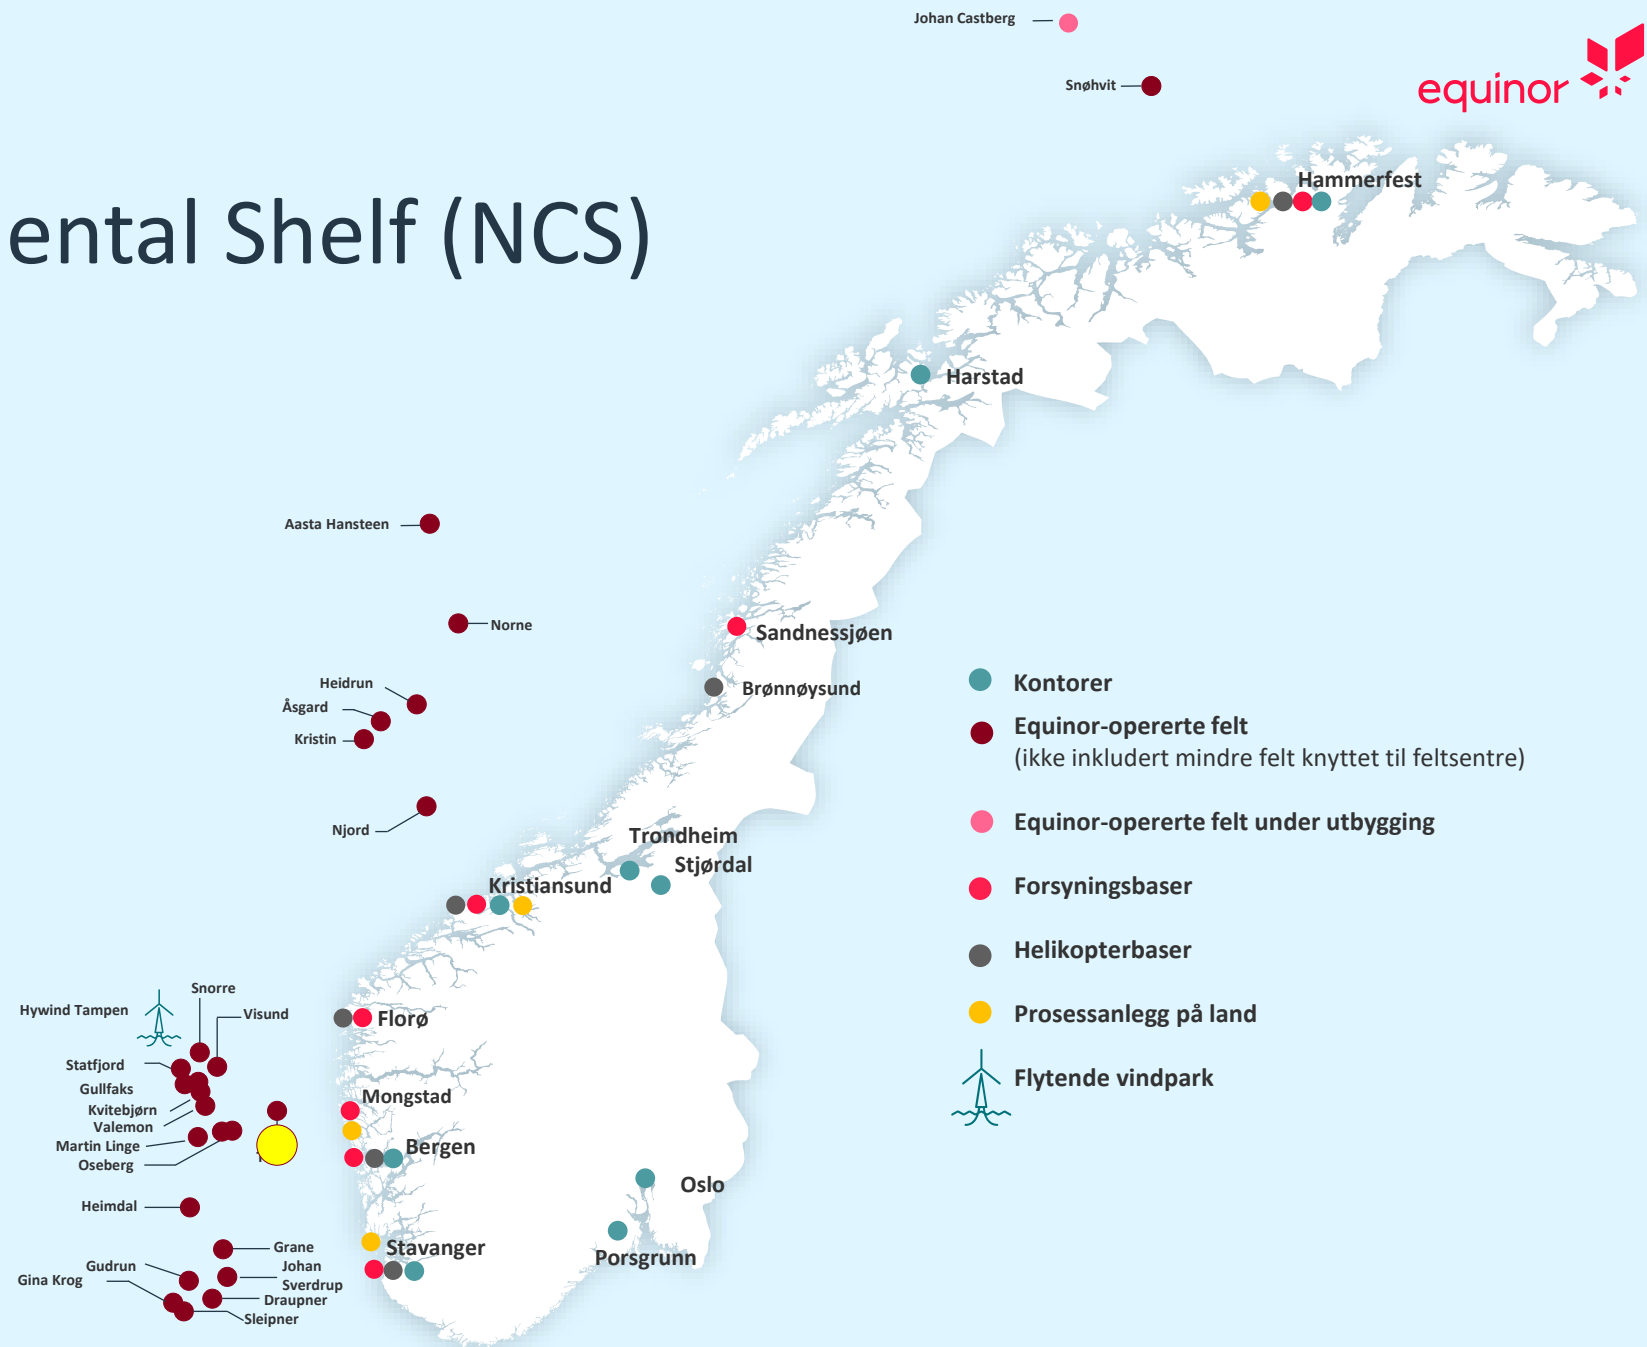 Johan Castberg
equinor
Snøhvit
Hammerfest
ental Shelf (NCS)
Harstad
Aasta Hansteen
Norne
Sandnessjøen
Heidrun
Brønnøysund
Åsgard
Kristin
Kontorer
Equinor-opererte felt
(ikke inkludert mindre felt knyttet til feltsentre)
Njord
Equinor-opererte felt under utbygging
Trondheim
Stjørdal
Kristiansund
Forsyningsbaser
Helikopterbaser
Snorre
Hywind Tampen
Visund
Florø
Prosessanlegg på land
Statfjord
Flytende vindpark
Gullfaks
Mongstad
Kvitebjørn
Valemon
Martin Linge
Bergen
Oseberg
Oslo
Heimdal
Grane
Stavanger
Porsgrunn
Gudrun
Johan
Sverdrup
Gina Krog
Draupner
Sleipner